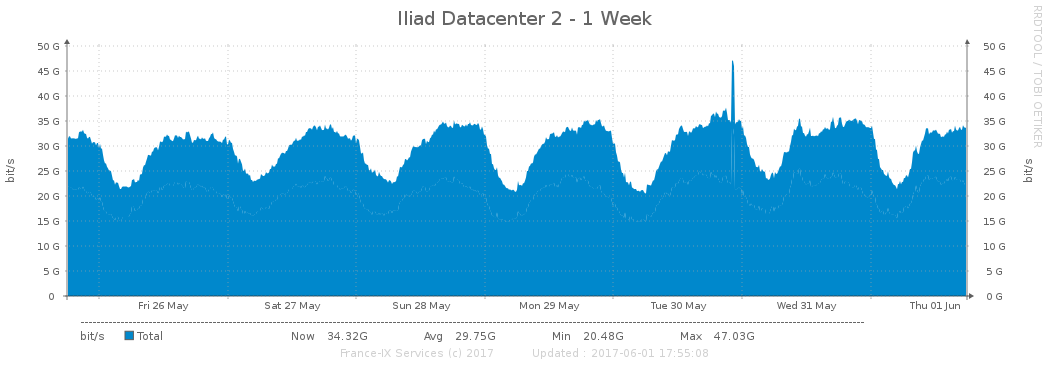 Iliad Datacenter 2 - 1 Week
RRDTOOL / TOBI OETIKER
50 G 50 G
45 G 45 G
40 G 40 G
35 G 35 G
30 G 30 G
25 G 25 G
20 G 20 G
15 G 15 G
10 G 10 G
5 G 5 G
0 0 G
bit/s bit/s
Fri 26 May Sat 27 May Sun 28 May Mon 29 May Tue 30 May Wed 31 May Thu 01 Jun
bit/s Total Now 34.32G Avg 29.75G Min 20.48G Max 47.03G
France-IX Services (c) 2017 Updated : 2017-06-01 17:55:08